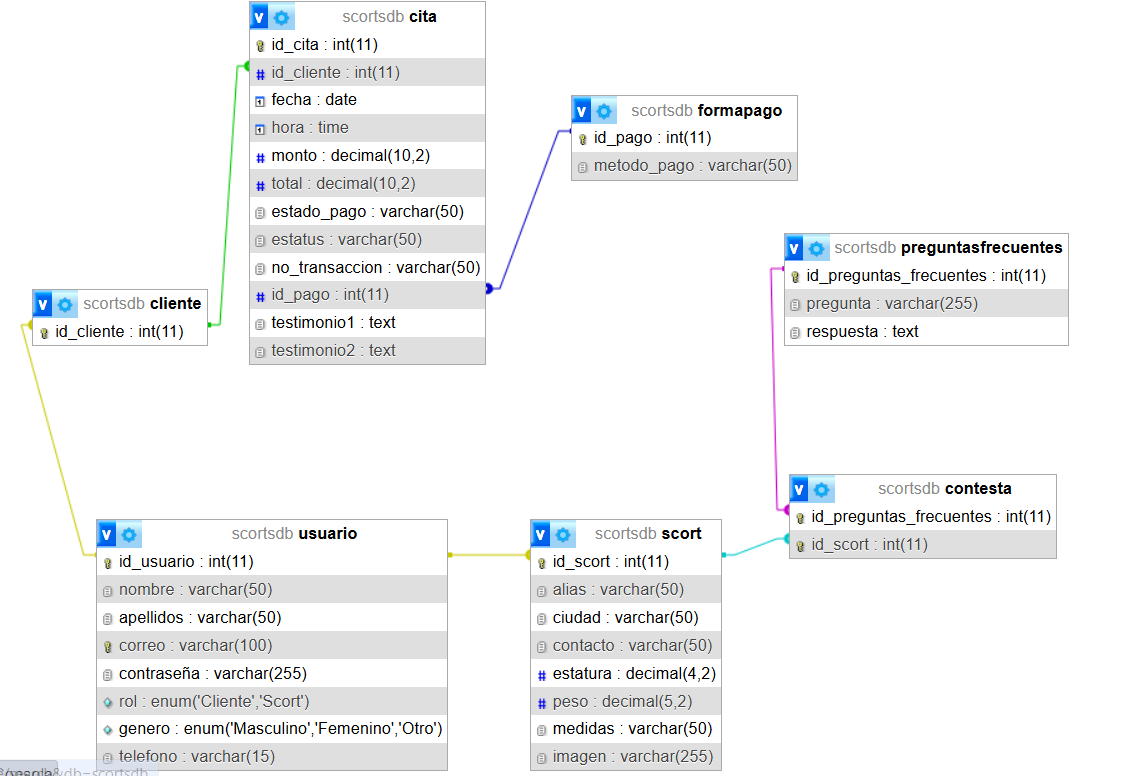 scortsdb cita
id_cita : int(11)
id_cliente : int(11)
fecha : date
hora : time
monto : decimal(10,2)
total : decimal(10,2)
estado_pago : varchar(50)
estatus : varchar(50)
no_transaccion : varchar(50)
id_pago : int(11)
testimonio1 : text
testimonio2 : text
scortsdb formapago
id_pago : int(11)
metodo_pago : varchar(50)
scortsdb preguntasfrecuentes
id_preguntas_frecuentes : int(11)
pregunta : varchar(255)
respuesta : text
scortsdb cliente
id_cliente : int(11)
scortsdb contesta
id_preguntas_frecuentes : int(11)
id_scort : int(11)
scortsdb usuario
id_usuario : int(11)
nombre : varchar(50)
apellidos : varchar(50)
correo : varchar(100)
contraseña : varchar(255)
rol : enum('Cliente','Scort')
genero : enum('Masculino','Femenino','Otro')
telefono : varchar(15)
scortsdb scort
id_scort : int(11)
alias : varchar(50)
ciudad : varchar(50)
contacto : varchar(50)
estatura : decimal(4,2)
peso : decimal(5,2)
medidas : varchar(50)
imagen : varchar(255)